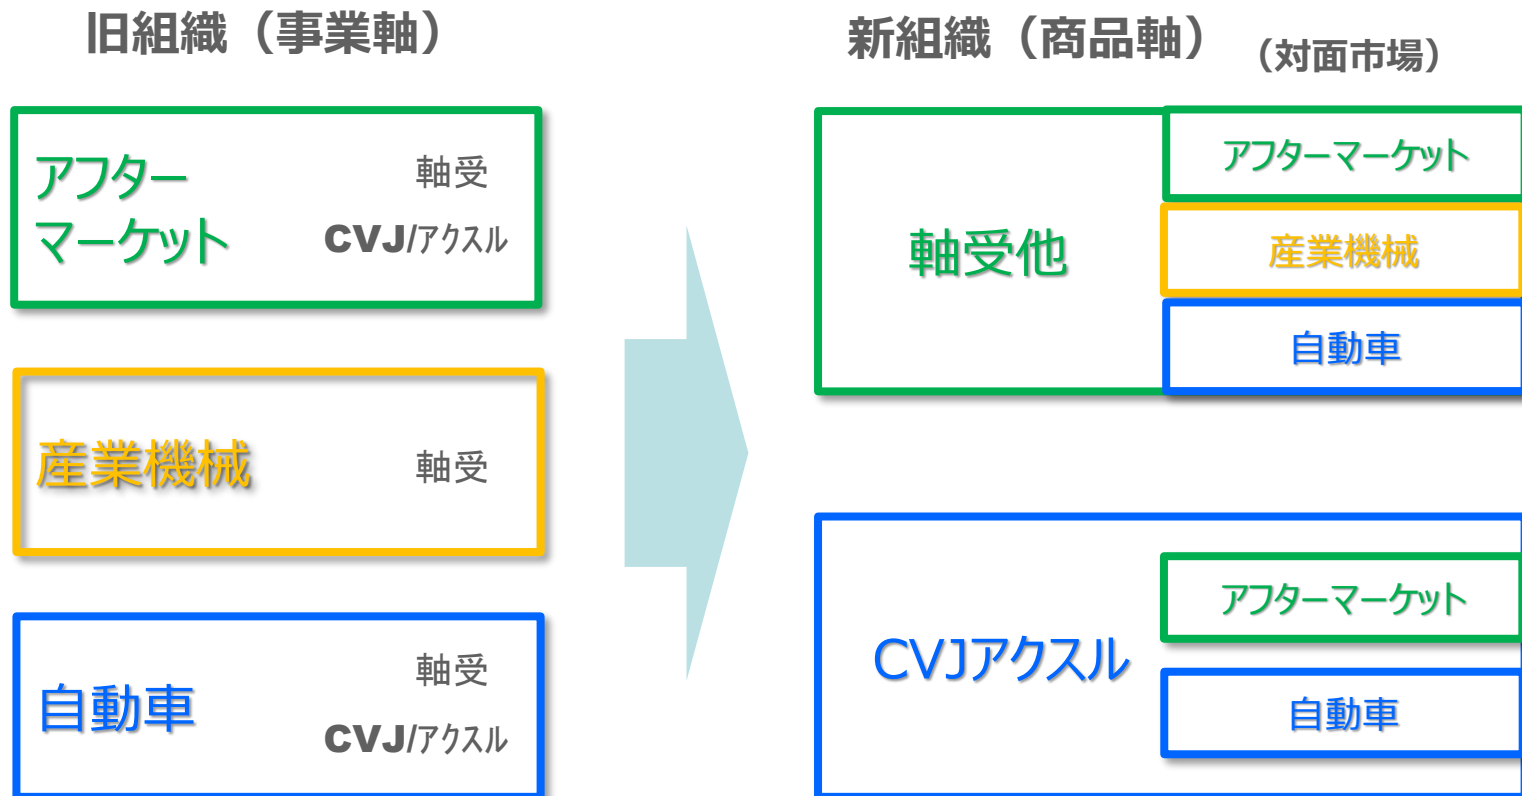 旧組織（事業軸）
アフター
マーケット
軸受
CVJ/アクスル
産業機械
軸受
自動車
軸受
CVJ/アクスル
新組織（商品軸）
（対面市場）
軸受他
アフターマーケット
産業機械
自動車
CVJアクスル
アフターマーケット
自動車